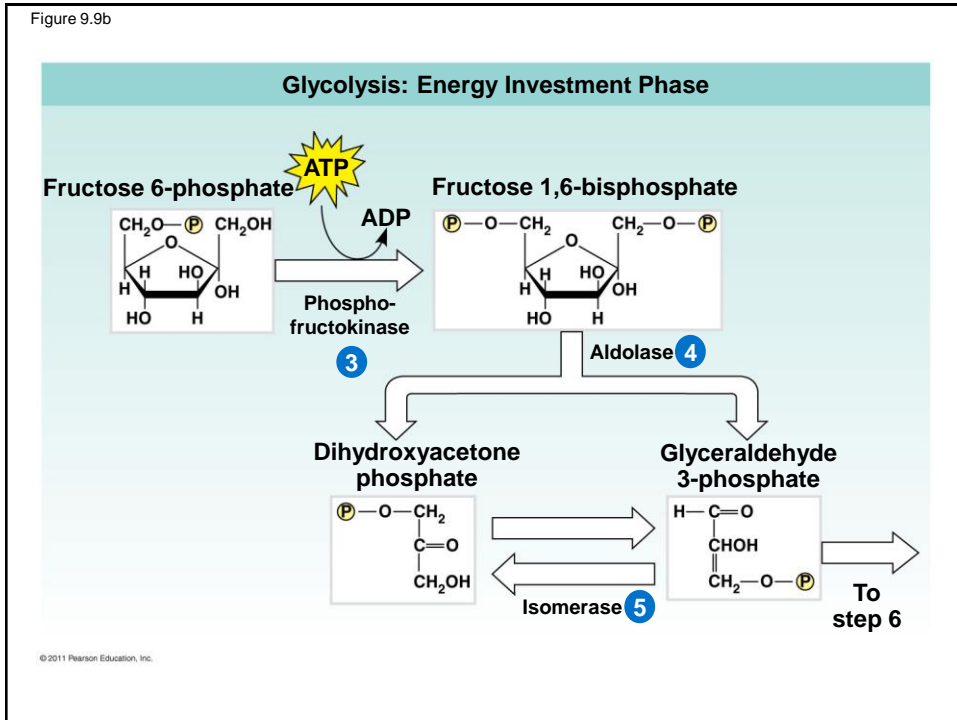 Figure 9.9b
Glycolysis: Energy Investment Phase
ATP
Fructose 6-phosphate
Fructose 1,6-bisphosphate
ADP
CH2O—P CH2OH
O
H H HO
OH
HO H
P—O—CH2 CH2—O—P
O
H H HO
OH
HO H
Phospho-
fructokinase
3
Aldolase 4
Dihydroxyacetone
phosphate
Glyceraldehyde
3-phosphate
P—O—CH2
C=O
CH2OH
H—C=O
CHOH
CH2—O—P
Isomerase 5
To
step 6
© 2011 Pearson Education, Inc.